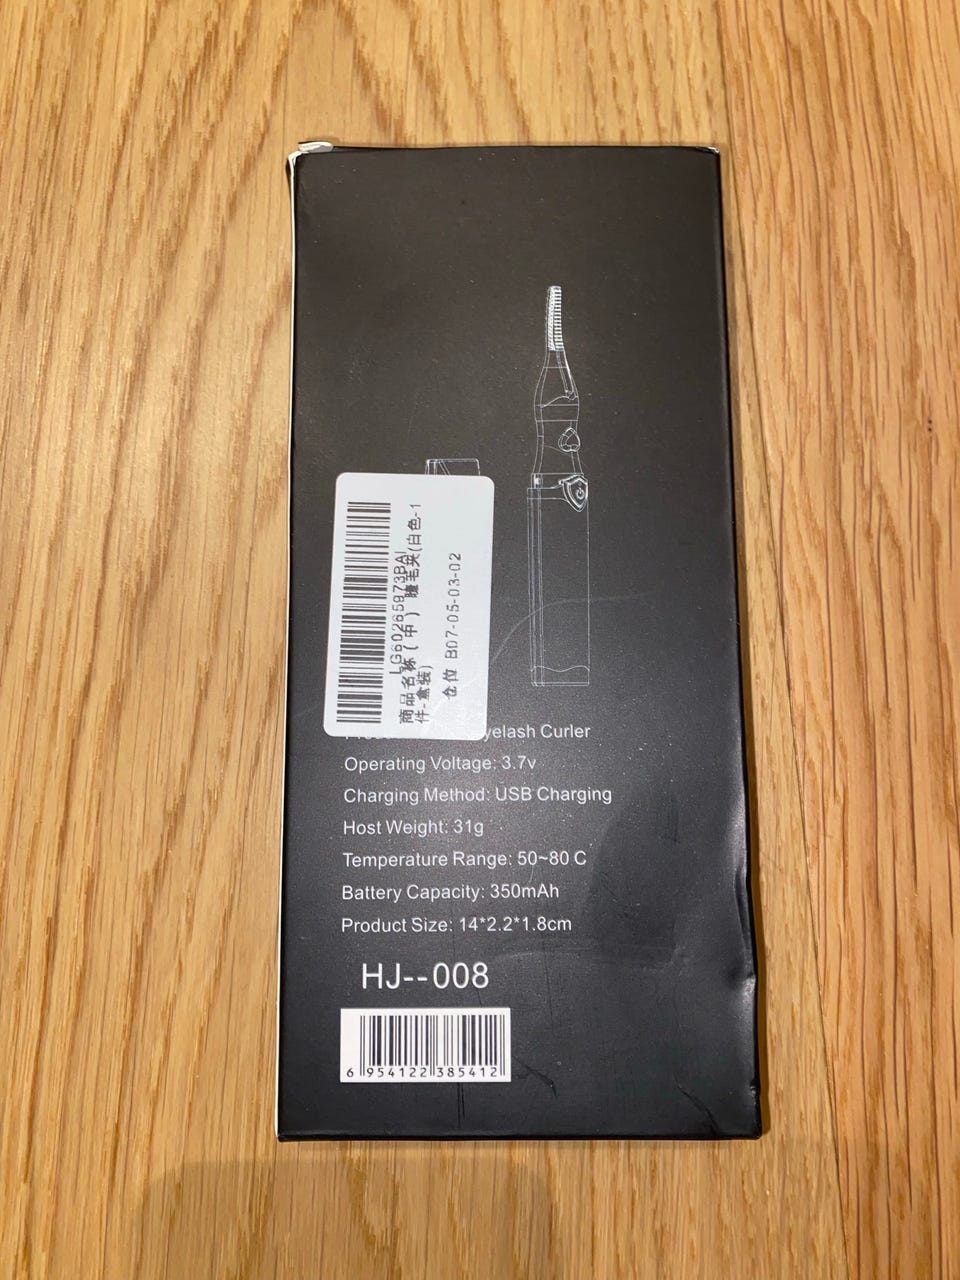 LG60265973BAI
商品名称（中） 睫毛夹(白色-1
件-盒装)
仓位 B07-05-03-02
yelash Curler
Operating Voltage: 3.7v
Charging Method: USB Charging
Host Weight: 31g
Temperature Range: 50~80 C
Battery Capacity: 350mAh
Product Size: 14*2.2*1.8cm
HJ--008
6 954122 385412